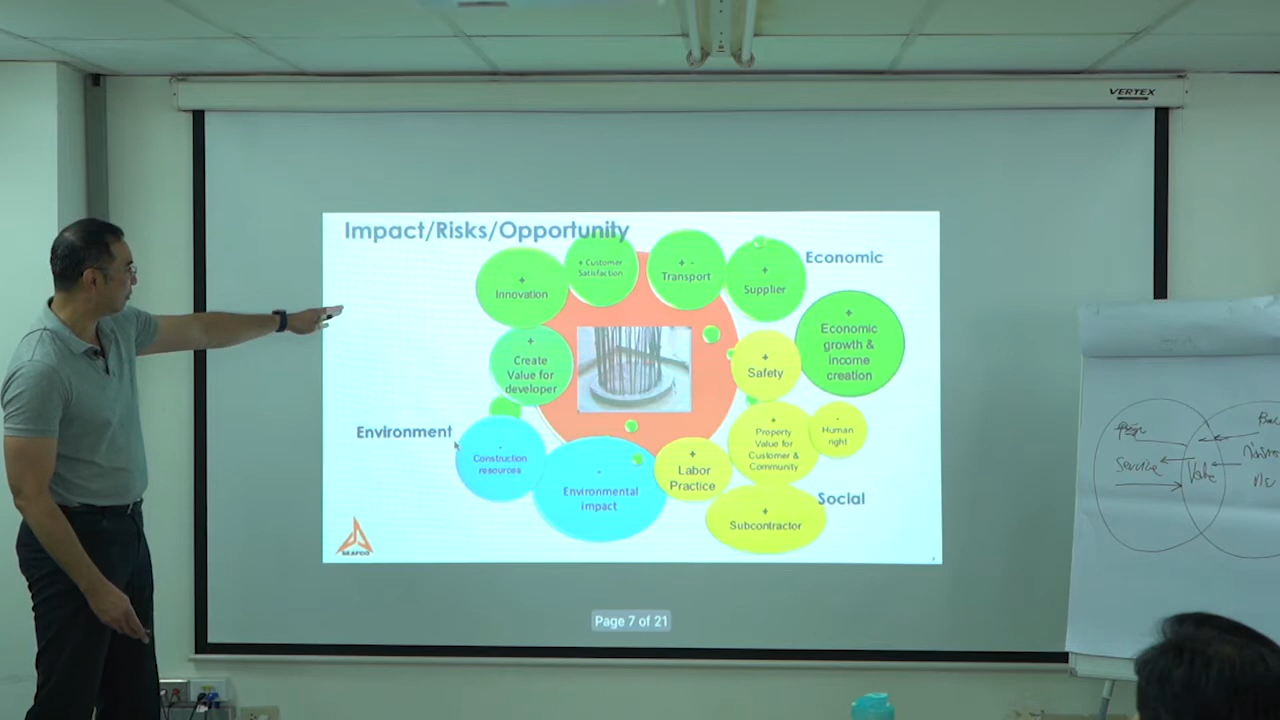 VERTEX
Impact/Risks/Opportunity
+
Innovation
+ Customer
Satisfaction
+ -
Transport
+
Supplier
Economic
+
Economic
growth &
income
creation
+
Create
Value for
developer
+
Safety
Environment
-
Construction
resources
-
Environmental
impact
+
Labor
Practice
+
Property
Value for
Customer &
Community
-
Human
right
+
Subcontractor
Social
SEAFCO
Page 7 of 21
Service